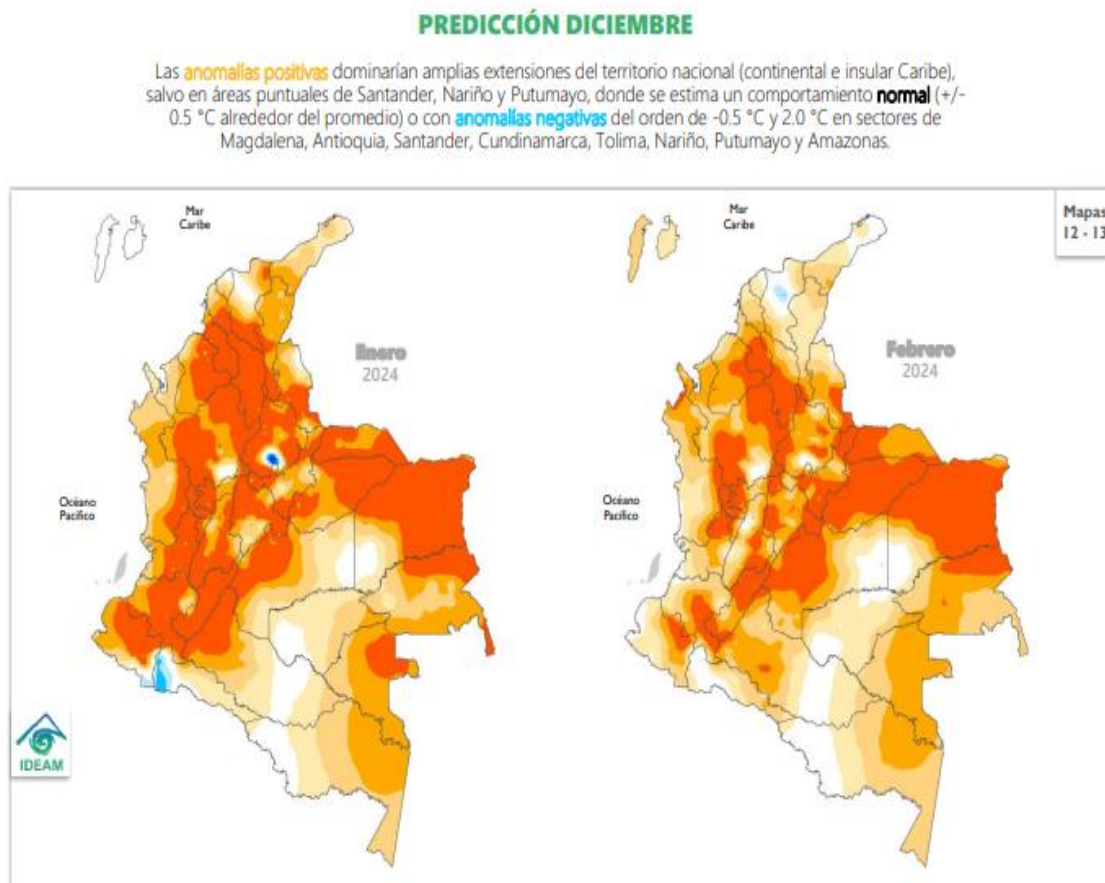 PREDICCIÓN DICIEMBRE
Las anomalías positivas dominarían amplias extensiones del territorio nacional (continental e insular Caribe),
salvo en áreas puntuales de Santander, Nariño y Putumayo, donde se estima un comportamiento normal (+/-
0.5 °C alrededor del promedio) o con anomalías negativas del orden de -0.5 °C y 2.0 °C en sectores de
Magdalena, Antioquia, Santander, Cundinamarca, Tolima, Nariño, Putumayo y Amazonas.
Mar
Caribe
Enero
2024
Océano
Pacífico
IDEAM
Mar
Caribe
Febrero
2024
Océano
Pacífico
Mapas
12 - 13